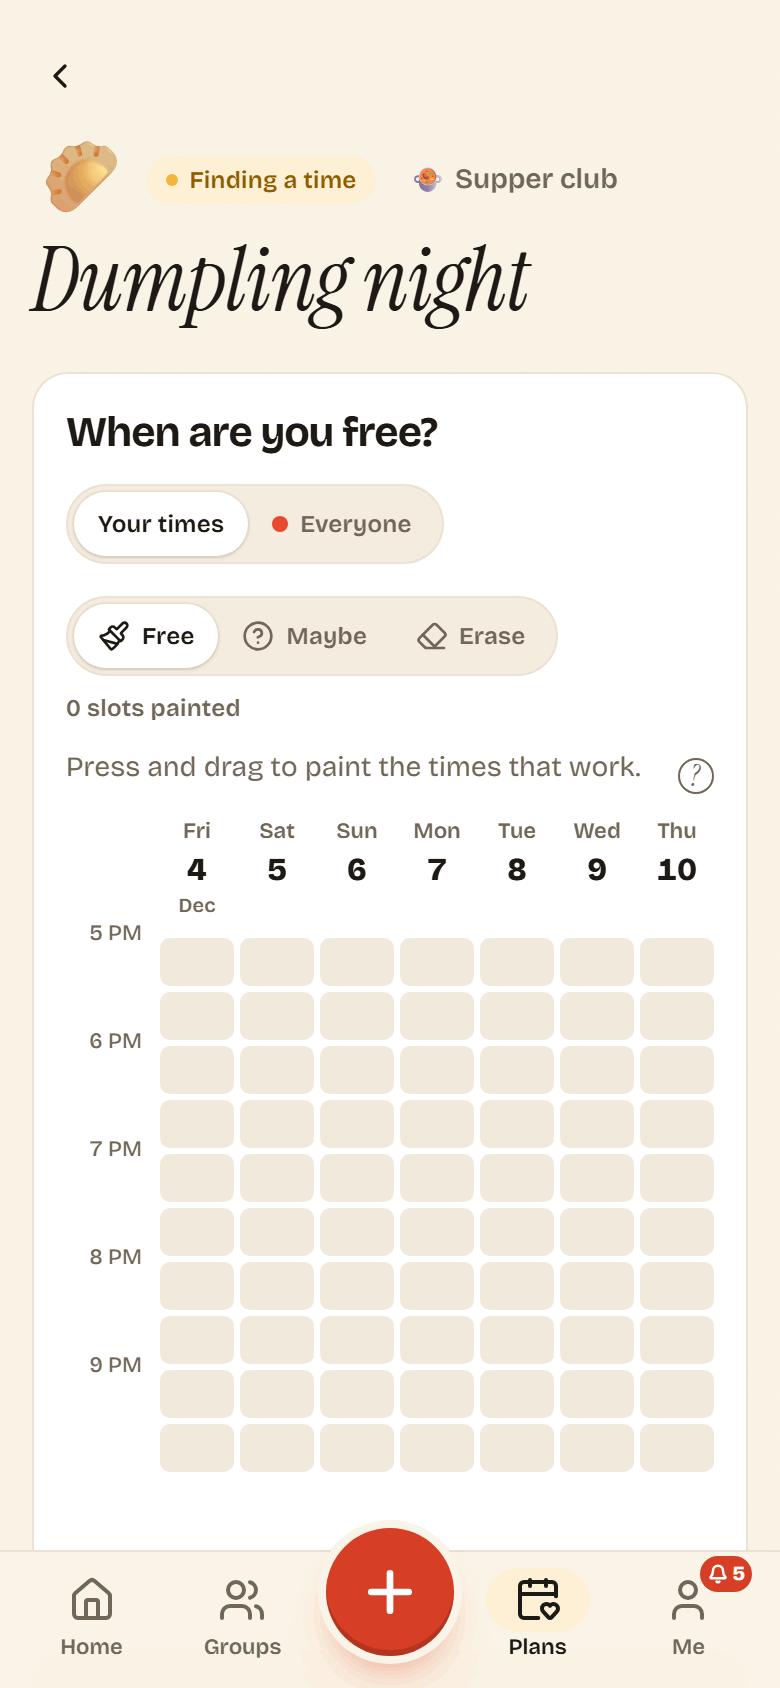 Finding a time
Supper club
Dumpling night
When are you free?
Your times
Everyone
Free
Maybe
Erase
0 slots painted
Press and drag to paint the times that work.
?
Fri Sat Sun Mon Tue Wed Thu
4 5 6 7 8 9 10
Dec
5 PM
6 PM
7 PM
8 PM
9 PM
5
Home Groups Plans Me